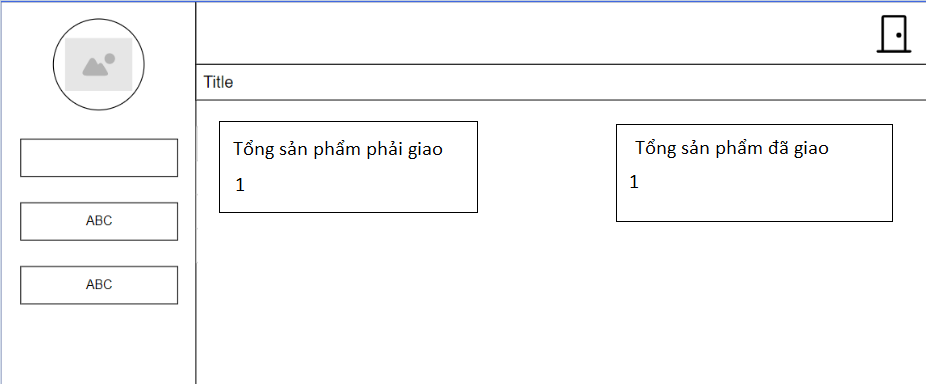 Title
ABC
ABC
Tổng sản phẩm phải giao
1
Tổng sản phẩm đã giao
1